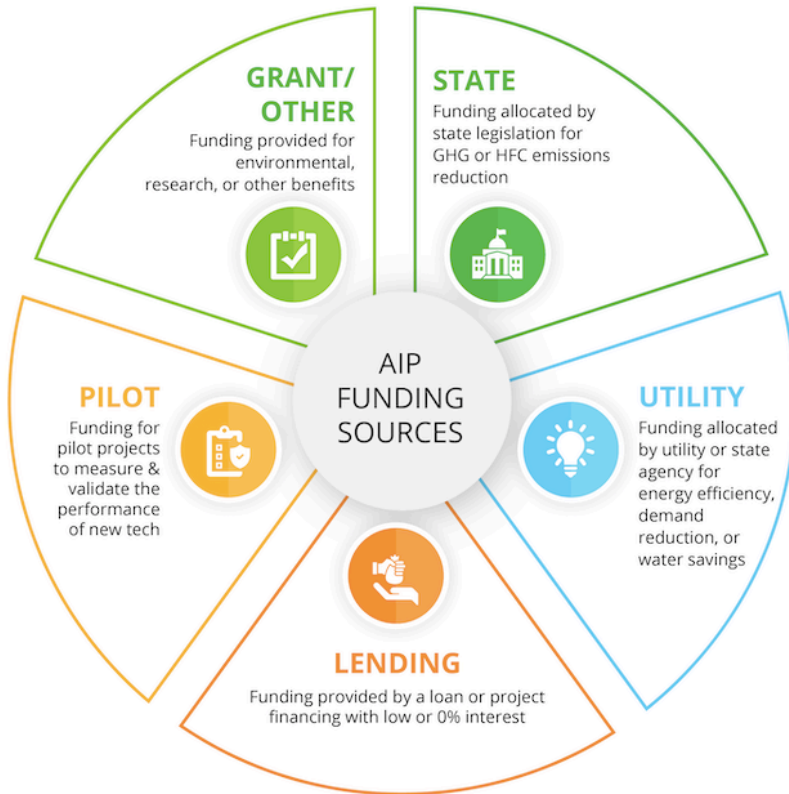 GRANT/
OTHER
Funding provided for
environmental,
research, or other benefits
STATE
Funding allocated by
state legislation for
GHG or HFC emissions
reduction
AIP
FUNDING
SOURCES
PILOT
Funding for
pilot projects
to measure &
validate the
performance
of new tech
UTILITY
Funding allocated
by utility or state
agency for
energy efficiency,
demand
reduction, or
water savings
LENDING
Funding provided by a loan or project
financing with low or 0% interest